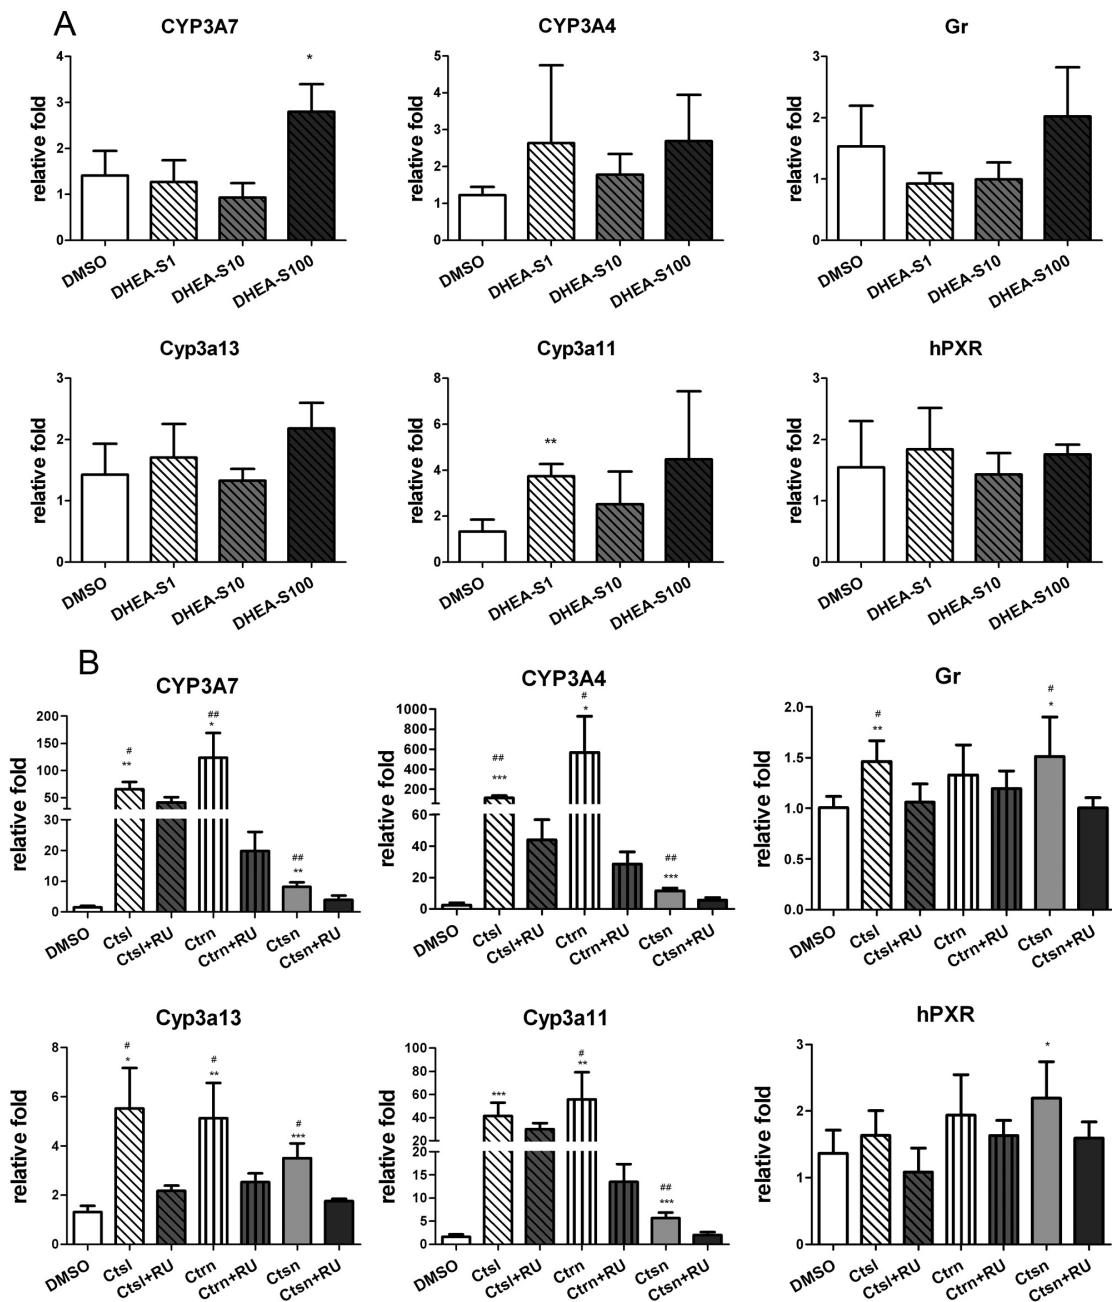 A
CYP3A7
relative fold
4
3
2
1
0
*
DMSO
DHEA-S1
DHEA-S10
DHEA-S100
CYP3A4
relative fold
5
4
3
2
1
0
DMSO
DHEA-S1
DHEA-S10
DHEA-S100
Gr
relative fold
3
2
1
0
DMSO
DHEA-S1
DHEA-S10
DHEA-S100
Cyp3a13
relative fold
3
2
1
0
DMSO
DHEA-S1
DHEA-S10
DHEA-S100
Cyp3a11
relative fold
8
6
4
2
0
**
DMSO
DHEA-S1
DHEA-S10
DHEA-S100
hPXR
relative fold
3
2
1
0
DMSO
DHEA-S1
DHEA-S10
DHEA-S100
B
CYP3A7
relative fold
200
150
100
50
30
20
10
0
#
**
##
*
##
**
DMSO
Ctsl
Ctsl+RU
Ctrn
Ctrn+RU
Ctsn
Ctsn+RU
CYP3A4
relative fold
1000
800
600
400
200
60
40
20
0
##
***
#
*
##
***
DMSO
Ctsl
Ctsl+RU
Ctrn
Ctrn+RU
Ctsn
Ctsn+RU
Gr
relative fold
2.0
1.5
1.0
0.5
0.0
#
**
#
*
DMSO
Ctsl
Ctsl+RU
Ctrn
Ctrn+RU
Ctsn
Ctsn+RU
Cyp3a13
relative fold
8
6
4
2
0
#
*
#
**
#
***
DMSO
Ctsl
Ctsl+RU
Ctrn
Ctrn+RU
Ctsn
Ctsn+RU
Cyp3a11
relative fold
100
80
60
40
20
20
15
10
5
0
***
#
**
##
***
DMSO
Ctsl
Ctsl+RU
Ctrn
Ctrn+RU
Ctsn
Ctsn+RU
hPXR
relative fold
3
2
1
0
*
DMSO
Ctsl
Ctsl+RU
Ctrn
Ctrn+RU
Ctsn
Ctsn+RU